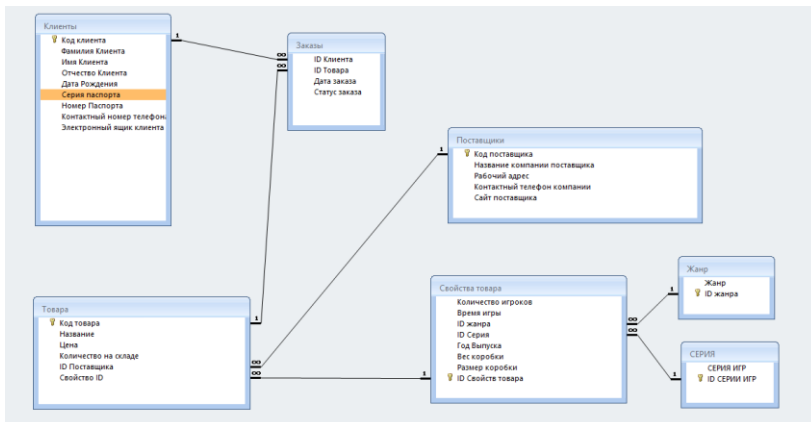 Клиенты
Код клиента
Фамилия Клиента
Имя Клиента
Отчество Клиента
Дата Рождения
Серия паспорта
Номер Паспорта
Контактный номер телефона
Электронный ящик клиента
1
Заказы
∞ ID Клиента
∞ ID Товара
Дата заказа
Статус заказа
Поставщики
1
Код поставщика
Название компании поставщика
Рабочий адрес
Контактный телефон компании
Сайт поставщика
Товара
Код товара
Название
Цена
Количество на складе
ID Поставщика
Свойство ID
1
∞
∞
Свойства товара
Количество игроков
Время игры
ID жанра
ID Серия
Год Выпуска
Вес коробки
Размер коробки
ID Свойств товара
1
∞
∞
Жанр
Жанр
1 ID жанра
СЕРИЯ
СЕРИЯ ИГР
1 ID СЕРИИ ИГР